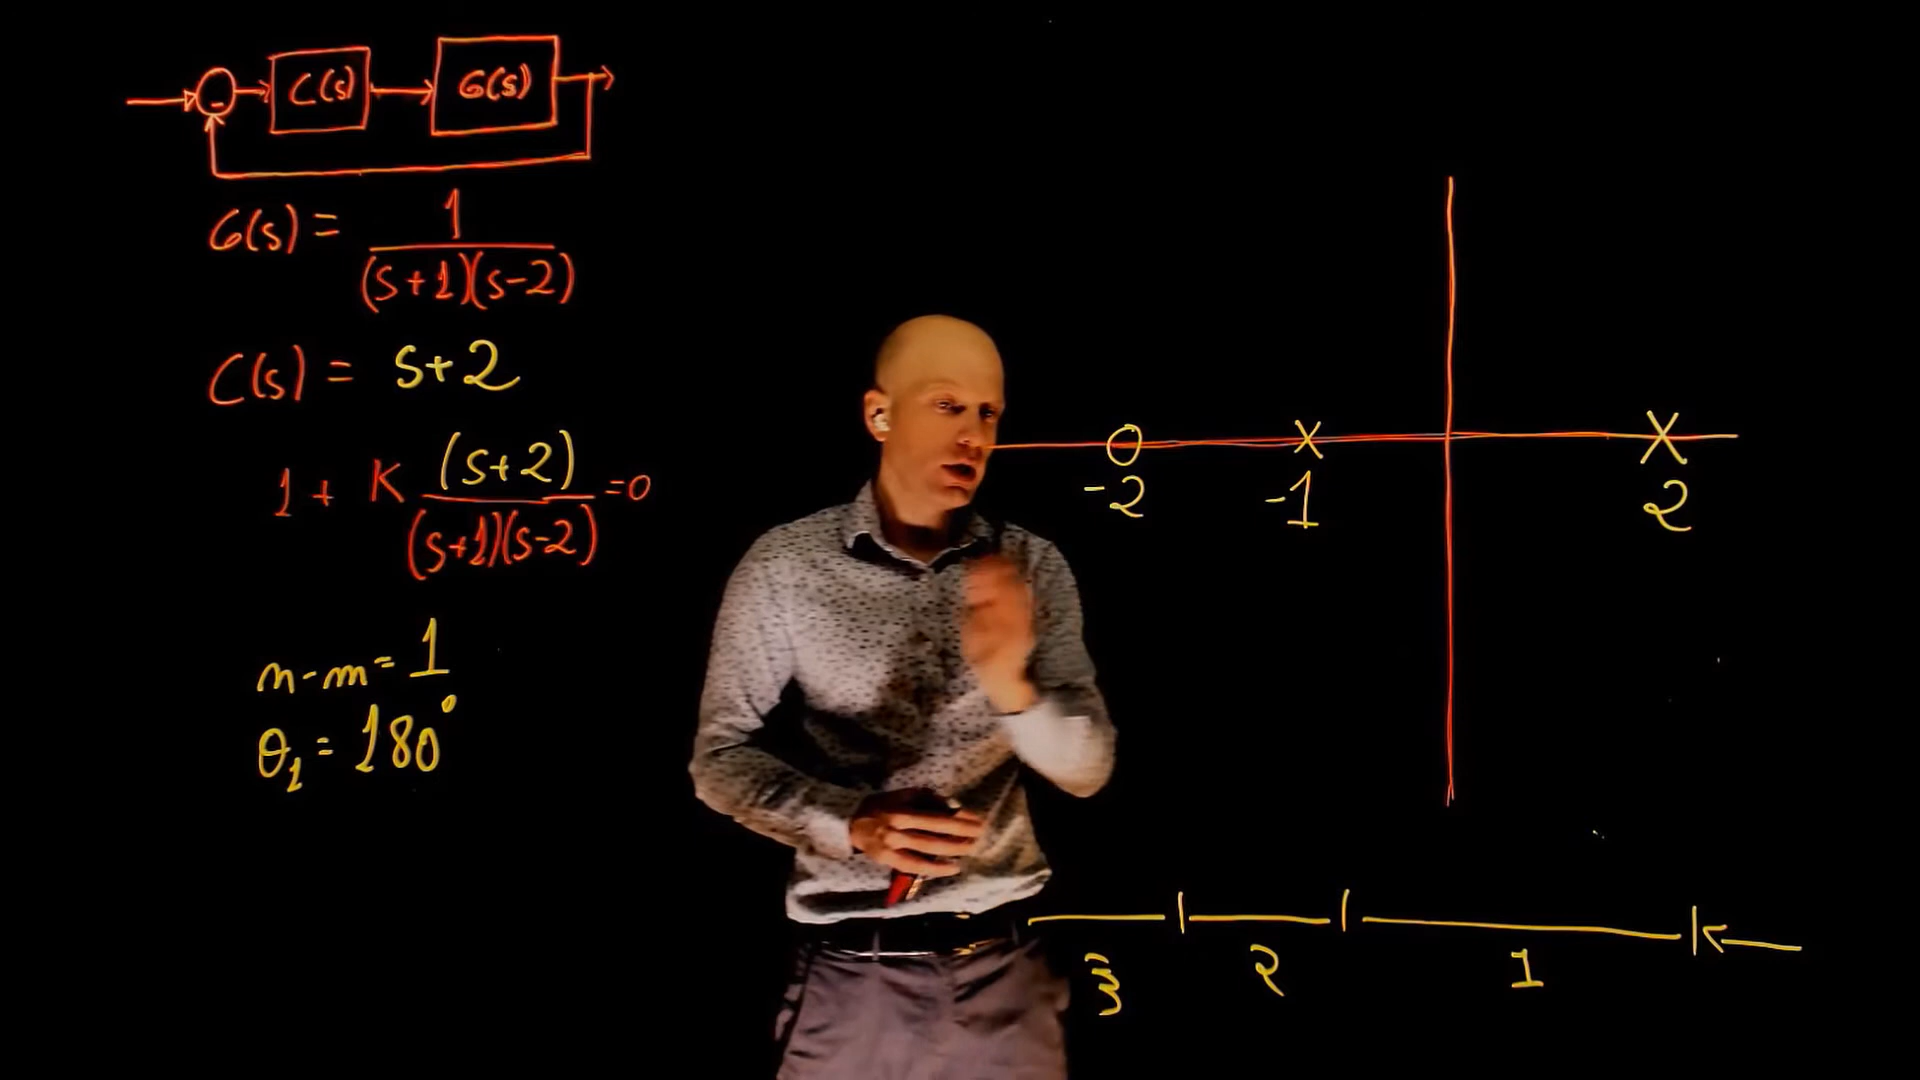 C(s) G(s)
G(s) = 1 / (s+1)(s-2)
C(s) = s+2
1 + K (s+2) / (s+1)(s-2) = 0
n-m = 1
θ₁ = 180°
-2 -1 2
3 2 1